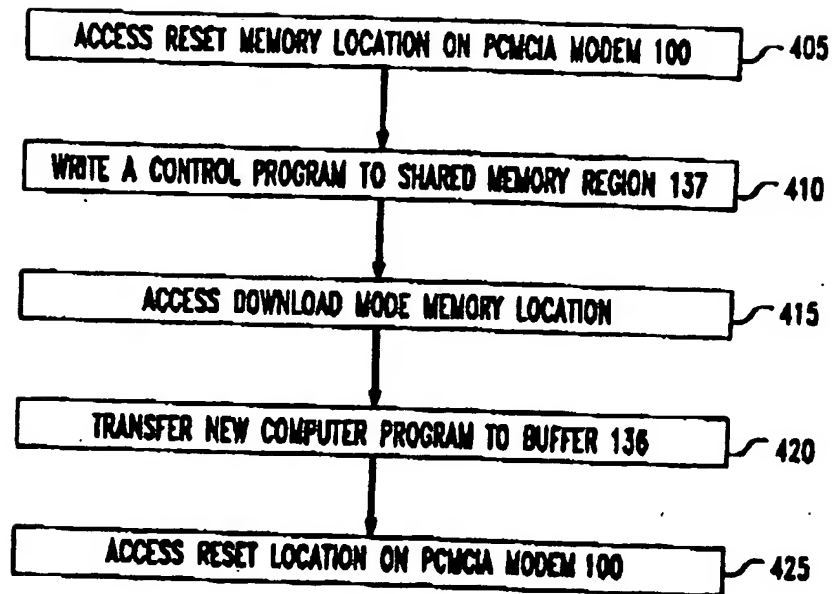 ACCESS RESET MEMORY LOCATION ON PCMCIA MODEM 100 405
WRITE A CONTROL PROGRAM TO SHARED MEMORY REGION 137 410
ACCESS DOWNLOAD MODE MEMORY LOCATION 415
TRANSFER NEW COMPUTER PROGRAM TO BUFFER 136 420
ACCESS RESET LOCATION ON PCMCIA MODEM 100 425